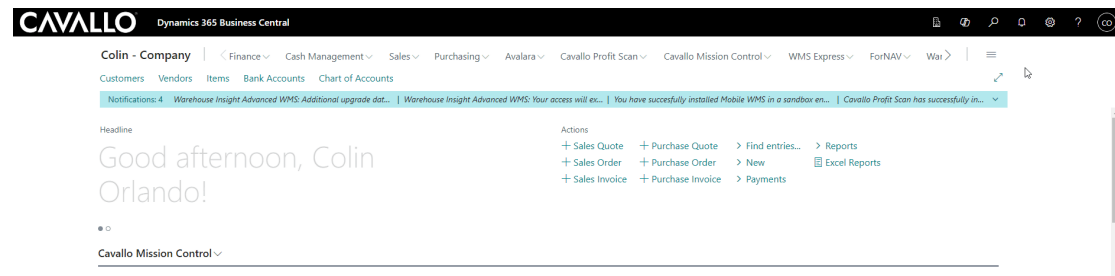 CAVALLO Dynamics 365 Business Central ? CO
Colin - Company Finance Cash Management Sales Purchasing Avalara Cavallo Profit Scan Cavallo Mission Control WMS Express ForNAV War
Customers Vendors Items Bank Accounts Chart of Accounts
Notifications: 4 Warehouse Insight Advanced WMS: Additional upgrade dat... | Warehouse Insight Advanced WMS: Your access will ex... | You have succesfully installed Mobile WMS in a sandbox en... | Cavallo Profit Scan has successfully in...
Headline
Good afternoon, Colin
Orlando!
Actions
+ Sales Quote + Purchase Quote > Find entries... > Reports
+ Sales Order + Purchase Order > New Excel Reports
+ Sales Invoice + Purchase Invoice > Payments
Cavallo Mission Control